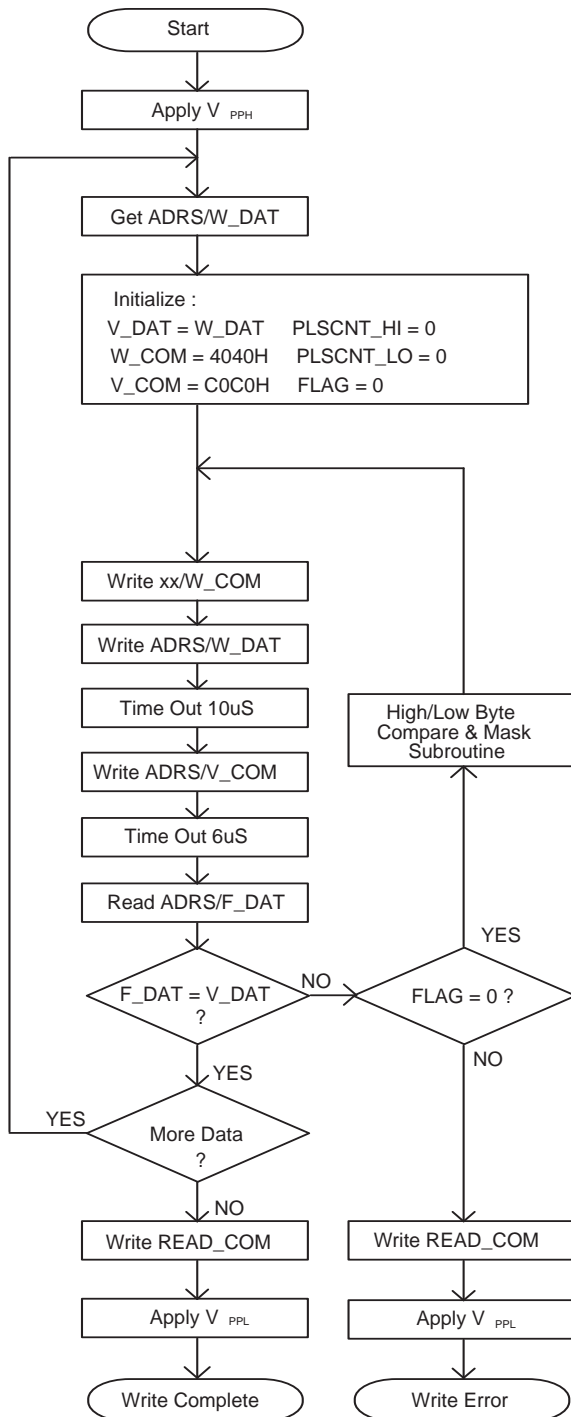 Start
Apply V PPH
Get ADRS/W_DAT
Initialize :
V_DAT = W_DAT PLSCNT_HI = 0
W_COM = 4040H PLSCNT_LO = 0
V_COM = C0C0H FLAG = 0
Write xx/W_COM
Write ADRS/W_DAT
Time Out 10uS
Write ADRS/V_COM
Time Out 6uS
Read ADRS/F_DAT
High/Low Byte
Compare & Mask
Subroutine
YES
F_DAT = V_DAT
?
NO
FLAG = 0 ?
YES
NO
YES
More Data
?
NO
Write READ_COM
Write READ_COM
Apply V PPL
Apply V PPL
Write Complete
Write Error